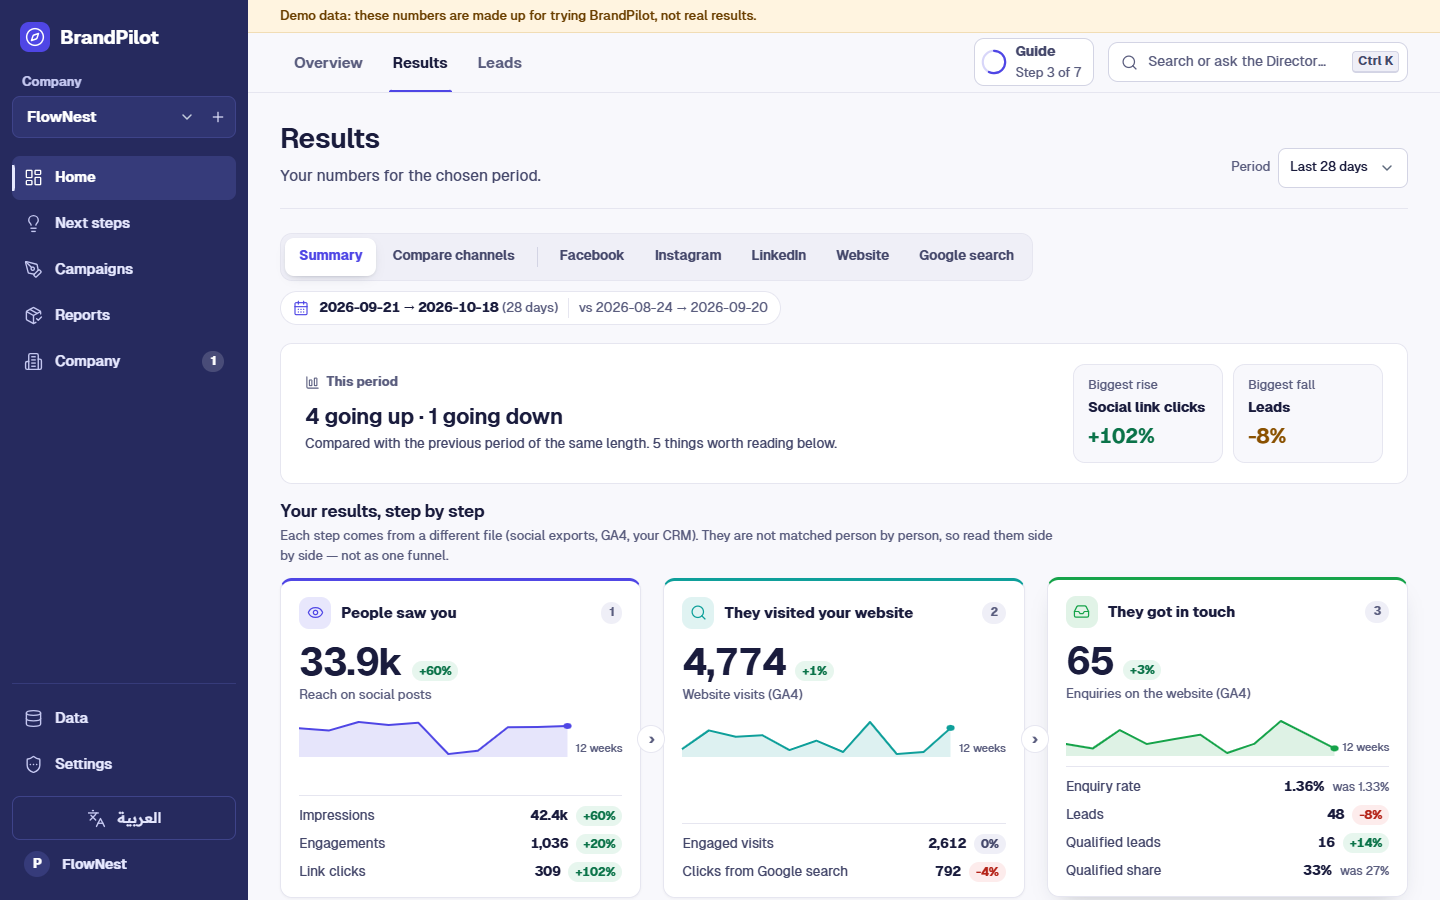 Demo data: these numbers are made up for trying BrandPilot, not real results.
BrandPilot
Company
FlowNest
Home
Next steps
Campaigns
Reports
Company 1
Data
Settings
العربية
P FlowNest
Overview Results Leads
Guide
Step 3 of 7
Search or ask the Director... Ctrl K
Results
Your numbers for the chosen period.
Period Last 28 days
Summary Compare channels Facebook Instagram LinkedIn Website Google search
2026-09-21 → 2026-10-18 (28 days) vs 2026-08-24 → 2026-09-20
This period
4 going up · 1 going down
Compared with the previous period of the same length. 5 things worth reading below.
Biggest rise
Social link clicks
+102%
Biggest fall
Leads
-8%
Your results, step by step
Each step comes from a different file (social exports, GA4, your CRM). They are not matched person by person, so read them side
by side — not as one funnel.
People saw you 1
33.9k +60%
Reach on social posts
12 weeks
Impressions 42.4k +60%
Engagements 1,036 +20%
Link clicks 309 +102%
›
They visited your website 2
4,774 +1%
Website visits (GA4)
12 weeks
Engaged visits 2,612 0%
Clicks from Google search 792 -4%
›
They got in touch 3
65 +3%
Enquiries on the website (GA4)
12 weeks
Enquiry rate 1.36% was 1.33%
Leads 48 -8%
Qualified leads 16 +14%
Qualified share 33% was 27%